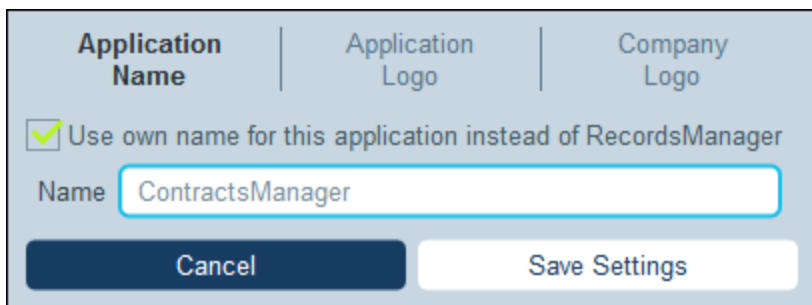 Application
Name
Application
Logo
Company
Logo
Use own name for this application instead of RecordsManager
Name ContractsManager
Cancel Save Settings